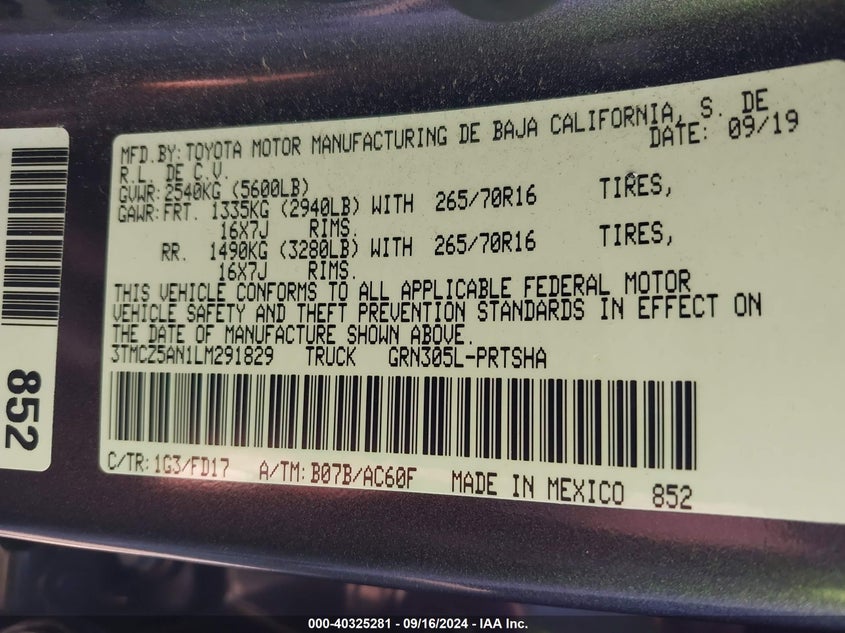 MFD.BY: TOYOTA MOTOR MANUFACTURING DE BAJA CALIFORNIA, S. DE
R.L. DE C.V. DATE: 09/19
GVWR: 2540KG (5600LB)
GAWR: FRT. 1335KG (2940LB) WITH 265/70R16 TIRES,
16X7J RIMS.
RR. 1490KG (3280LB) WITH 265/70R16 TIRES,
16X7J RIMS.
THIS VEHICLE CONFORMS TO ALL APPLICABLE FEDERAL MOTOR
VEHICLE SAFETY AND THEFT PREVENTION STANDARDS IN EFFECT ON
THE DATE OF MANUFACTURE SHOWN ABOVE.
3TMCZ5AN1LM291829 TRUCK GRN305L-PRTSHA
C/TR: 1G3/FD17 A/TM: B07B/AC60F MADE IN MEXICO 852
852
000-40325281 - 09/16/2024 - IAA Inc.